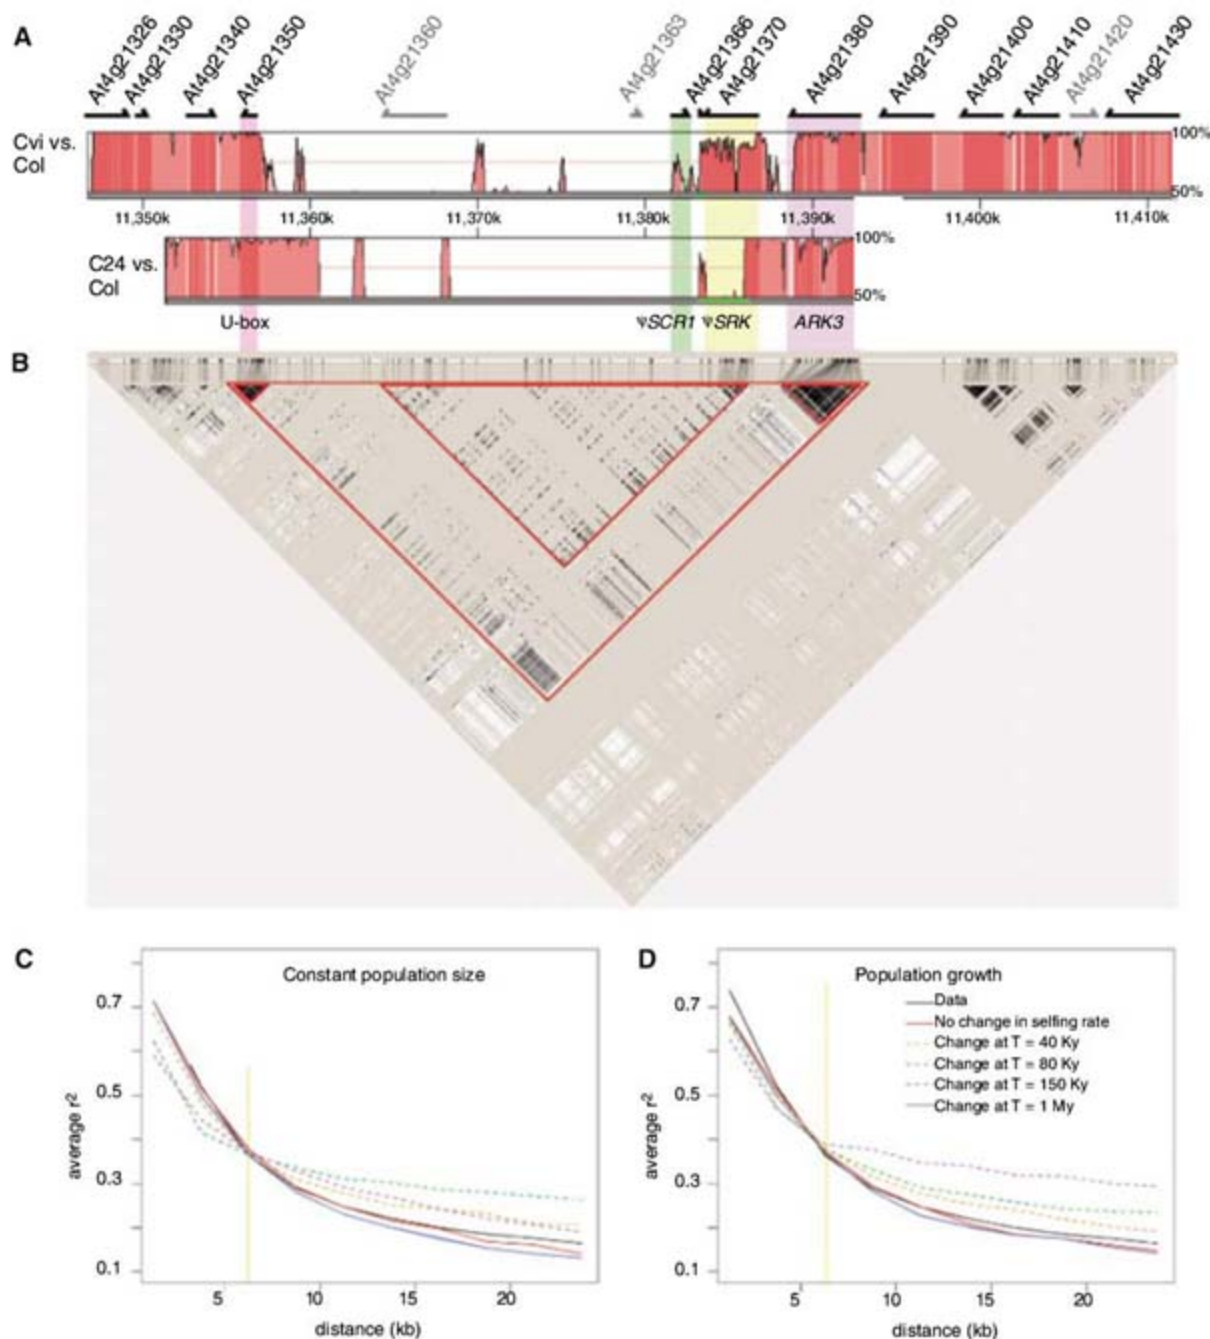 A
At4g21326
At4g21330
At4g21340
At4g21350
At4g21360
At4g21363
At4g21366
At4g21370
At4g21380
At4g21390
At4g21400
At4g21410
At4g21420
At4g21430
Cvi vs.
Col
100%
50%
11,350k 11,360k 11,370k 11,380k 11,390k 11,400k 11,410k
C24 vs.
Col
100%
50%
U-box ΨSCR1 ΨSRK ARK3
B
C
Constant population size
average r²
0.7
0.5
0.3
0.1
5 10 15 20
distance (kb)
D
Population growth
Data
No change in selfing rate
Change at T = 40 Ky
Change at T = 80 Ky
Change at T = 150 Ky
Change at T = 1 My
average r²
0.7
0.5
0.3
0.1
5 10 15 20
distance (kb)